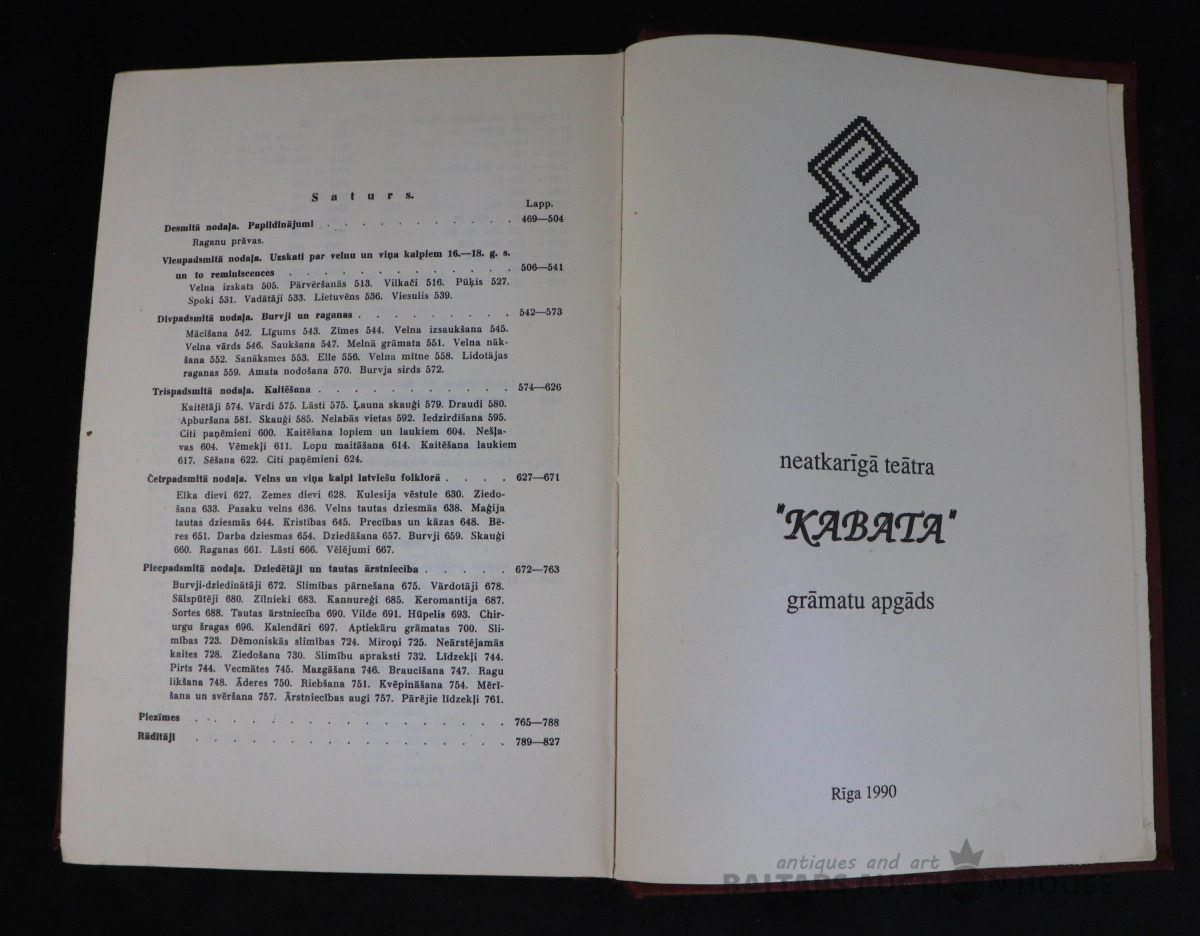 Saturs.
Lapp.
Desmitā nodaļa. Papildinājumi . . . . . . . . . . 469—504
Raganu prāvas.
Vienpadsmitā nodaļa. Uzskati par velnu un viņa kalpiem 16.—18. g. s.
un to reminiscences . . . . . . . . . . . . 506—541
Velna izskats 505. Pārvēršanās 513. Vilkači 516. Pūķis 527.
Spoki 531. Vadātāji 533. Lietuvēns 536. Viesulis 539.
Divpadsmitā nodaļa. Burvji un raganas . . . . . . . . . 542—573
Mācīšana 542. Līgums 543. Zīmes 544. Velna izsaukšana 545.
Velna vārds 546. Saukšana 547. Melnā grāmata 551. Velna nāk-
šana 552. Sanāksmes 553. Elle 556. Velna mītne 558. Lidotājas
raganas 559. Amata nodošana 570. Burvja sirds 572.
Trispadsmitā nodaļa. Kaitēšana . . . . . . . . . . 574—626
Kaitētāji 574. Vārdi 575. Lāsti 575. Ļauna skauģi 579. Draudi 580.
Apburšana 581. Skauģi 585. Nelabās vietas 592. Iedzirdīšana 595.
Citi paņēmieni 600. Kaitēšana lopiem un laukiem 604. Nešļa-
vas 604. Vēmekļi 611. Lopu maitāšana 614. Kaitēšana laukiem
617. Sēšana 622. Citi paņēmieni 624.
Četrpadsmitā nodaļa. Velns un viņa kalpi latviešu folklorā . . . . 627—671
Elka dievi 627. Zemes dievi 628. Kulesija vēstule 630. Ziedo-
šana 633. Pasaku velns 636. Velns tautas dziesmās 638. Maģija
tautas dziesmās 644. Kristības 645. Precības un kāzas 648. Bē-
res 651. Darba dziesmas 654. Dziedāšana 657. Burvji 659. Skauģi
660. Raganas 661. Lāsti 666. Vēlējumi 667.
Piecpadsmitā nodaļa. Dziedētāji un tautas ārstniecība . . . . . 672—763
Burvji-dziedinātāji 672. Slimības pārnešana 675. Vārdotāji 678.
Sālspūtēji 680. Zīlnieki 683. Kannureģi 685. Keromantija 687.
Sortes 688. Tautas ārstniecība 690. Vilde 691. Hūpelis 693. Chir-
urgu šragas 696. Kalendāri 697. Aptiekāru grāmatas 700. Sli-
mības 723. Dēmoniskās slimības 724. Miroņi 725. Neārstējamās
kaites 728. Ziedošana 730. Slimību apraksti 732. Līdzekļi 744.
Pirts 744. Vecmātes 745. Mazgāšana 746. Braucīšana 747. Ragu
likšana 748. Āderes 750. Riebšana 751. Kvēpināšana 754. Mērī-
šana un svēršana 757. Ārstniecības augi 757. Pārējie līdzekļi 761.
Piezīmes . . . . . . . . . . . . . . . . 765—788
Rādītāji . . . . . . . . . . . . . . . . . 789—827
neatkarīgā teātra
"KABATA"
grāmatu apgāds
Rīga 1990
antiques and art
BALTARS AUCTION HOUSE